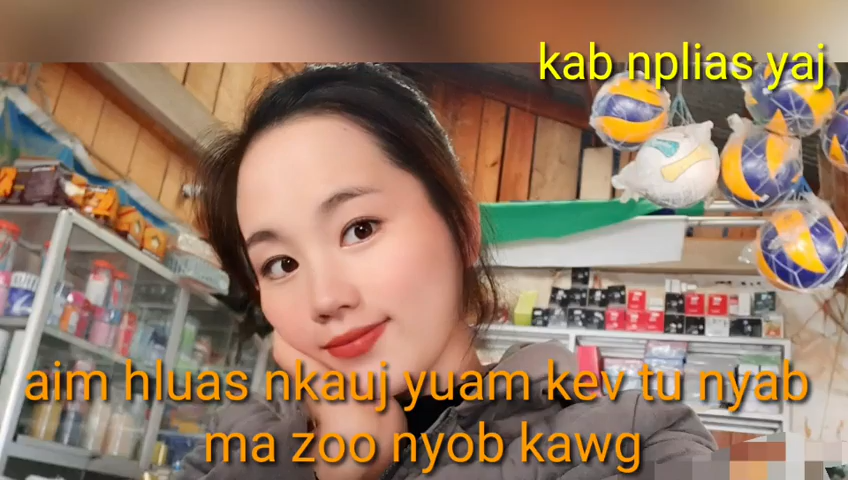 kab nplias yaj
aim hluas nkauj yuam kev tu nyab
ma zoo nyob kawg